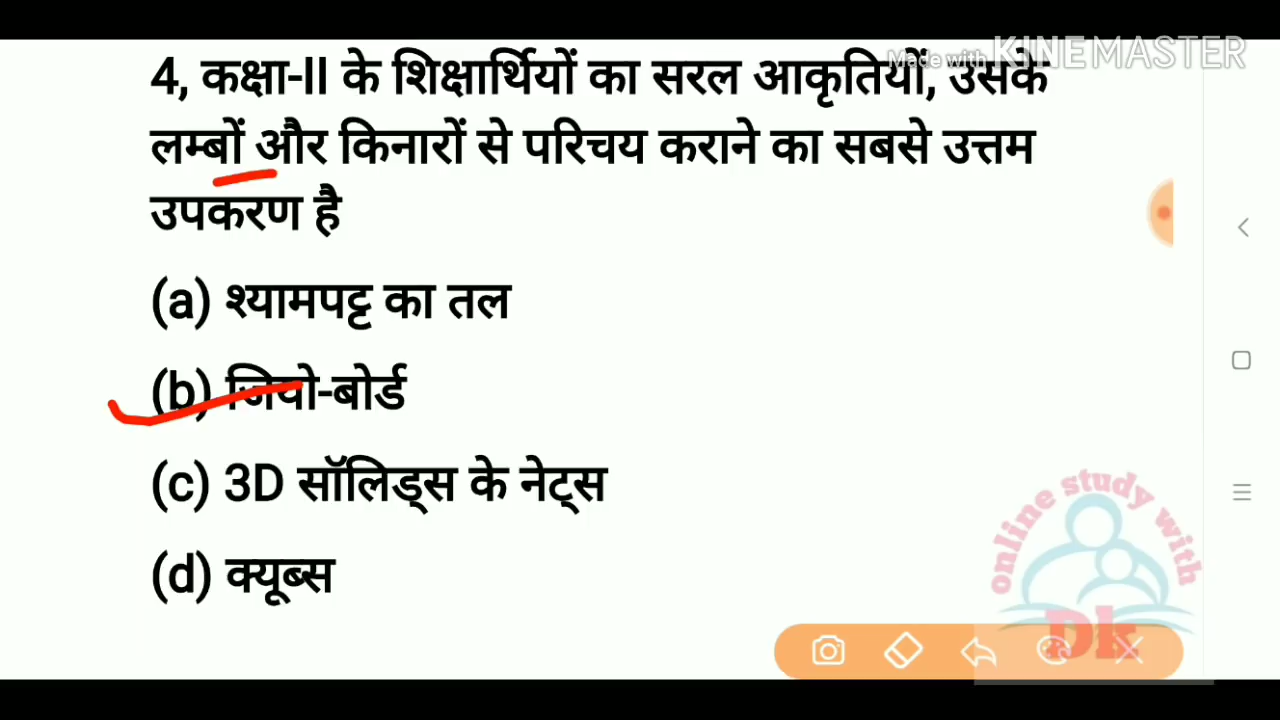 Made with KINEMASTER
4, कक्षा-II के शिक्षार्थियों का सरल आकृतियों, उसके
लम्बों और किनारों से परिचय कराने का सबसे उत्तम
उपकरण है
(a) श्यामपट्ट का तल
(b) जियो-बोर्ड
(c) 3D सॉलिड्स के नेट्स
(d) क्यूब्स
online study with
Dk